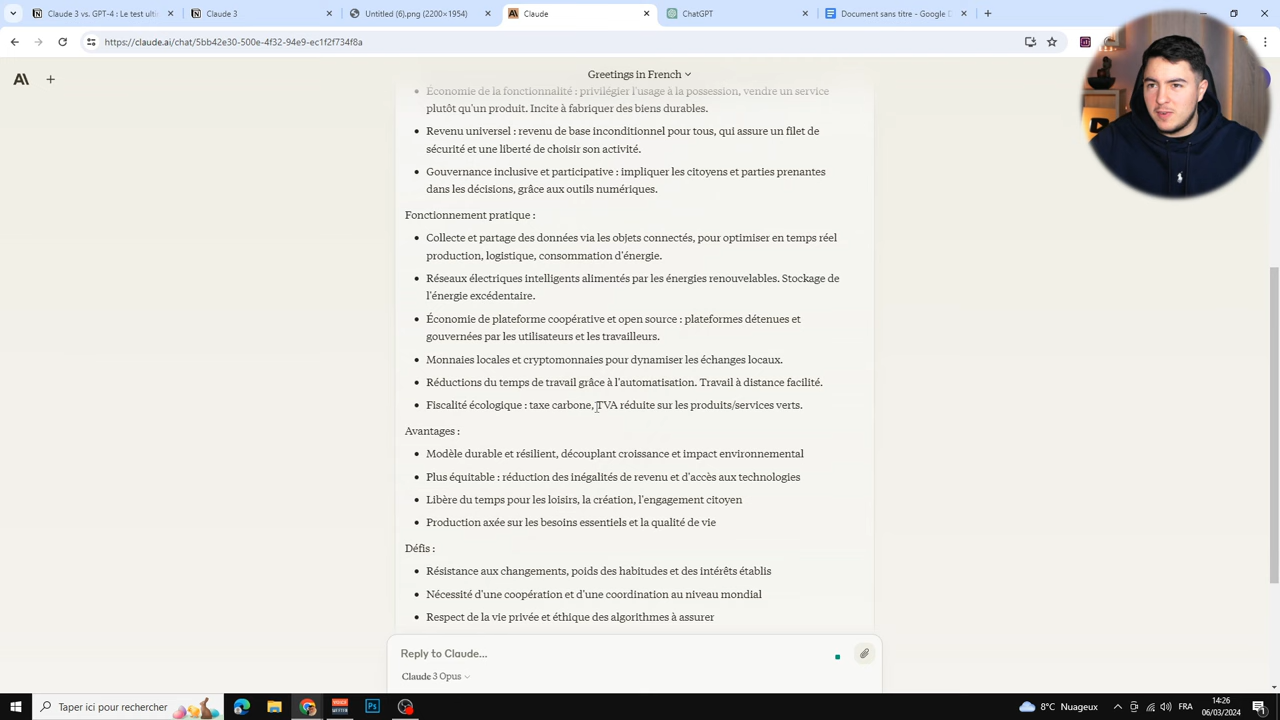 Claude 3 vs. GPT-4 : Le test ulti
Claude 3
Untitled (6).png (2200×1954)
Claude
ChatGPT
Document sans titre - Google D
https://claude.ai/chat/5bb42e30-500e-4f32-94e9-ec1f2f734f8a
Greetings in French
Économie de la fonctionnalité : privilégier l'usage à la possession, vendre un service
plutôt qu'un produit. Incite à fabriquer des biens durables.
Revenu universel : revenu de base inconditionnel pour tous, qui assure un filet de
sécurité et une liberté de choisir son activité.
Gouvernance inclusive et participative : impliquer les citoyens et parties prenantes
dans les décisions, grâce aux outils numériques.
Fonctionnement pratique :
Collecte et partage des données via les objets connectés, pour optimiser en temps réel
production, logistique, consommation d'énergie.
Réseaux électriques intelligents alimentés par les énergies renouvelables. Stockage de
l'énergie excédentaire.
Économie de plateforme coopérative et open source : plateformes détenues et
gouvernées par les utilisateurs et les travailleurs.
Monnaies locales et cryptomonnaies pour dynamiser les échanges locaux.
Réductions du temps de travail grâce à l'automatisation. Travail à distance facilité.
Fiscalité écologique : taxe carbone, TVA réduite sur les produits/services verts.
Avantages :
Modèle durable et résilient, découplant croissance et impact environnemental
Plus équitable : réduction des inégalités de revenu et d'accès aux technologies
Libère du temps pour les loisirs, la création, l'engagement citoyen
Production axée sur les besoins essentiels et la qualité de vie
Défis :
Résistance aux changements, poids des habitudes et des intérêts établis
Nécessité d'une coopération et d'une coordination au niveau mondial
Respect de la vie privée et éthique des algorithmes à assurer
Reply to Claude...
Claude 3 Opus
Taper ici pour rechercher
8°C Nuageux
FRA
14:26
06/03/2024